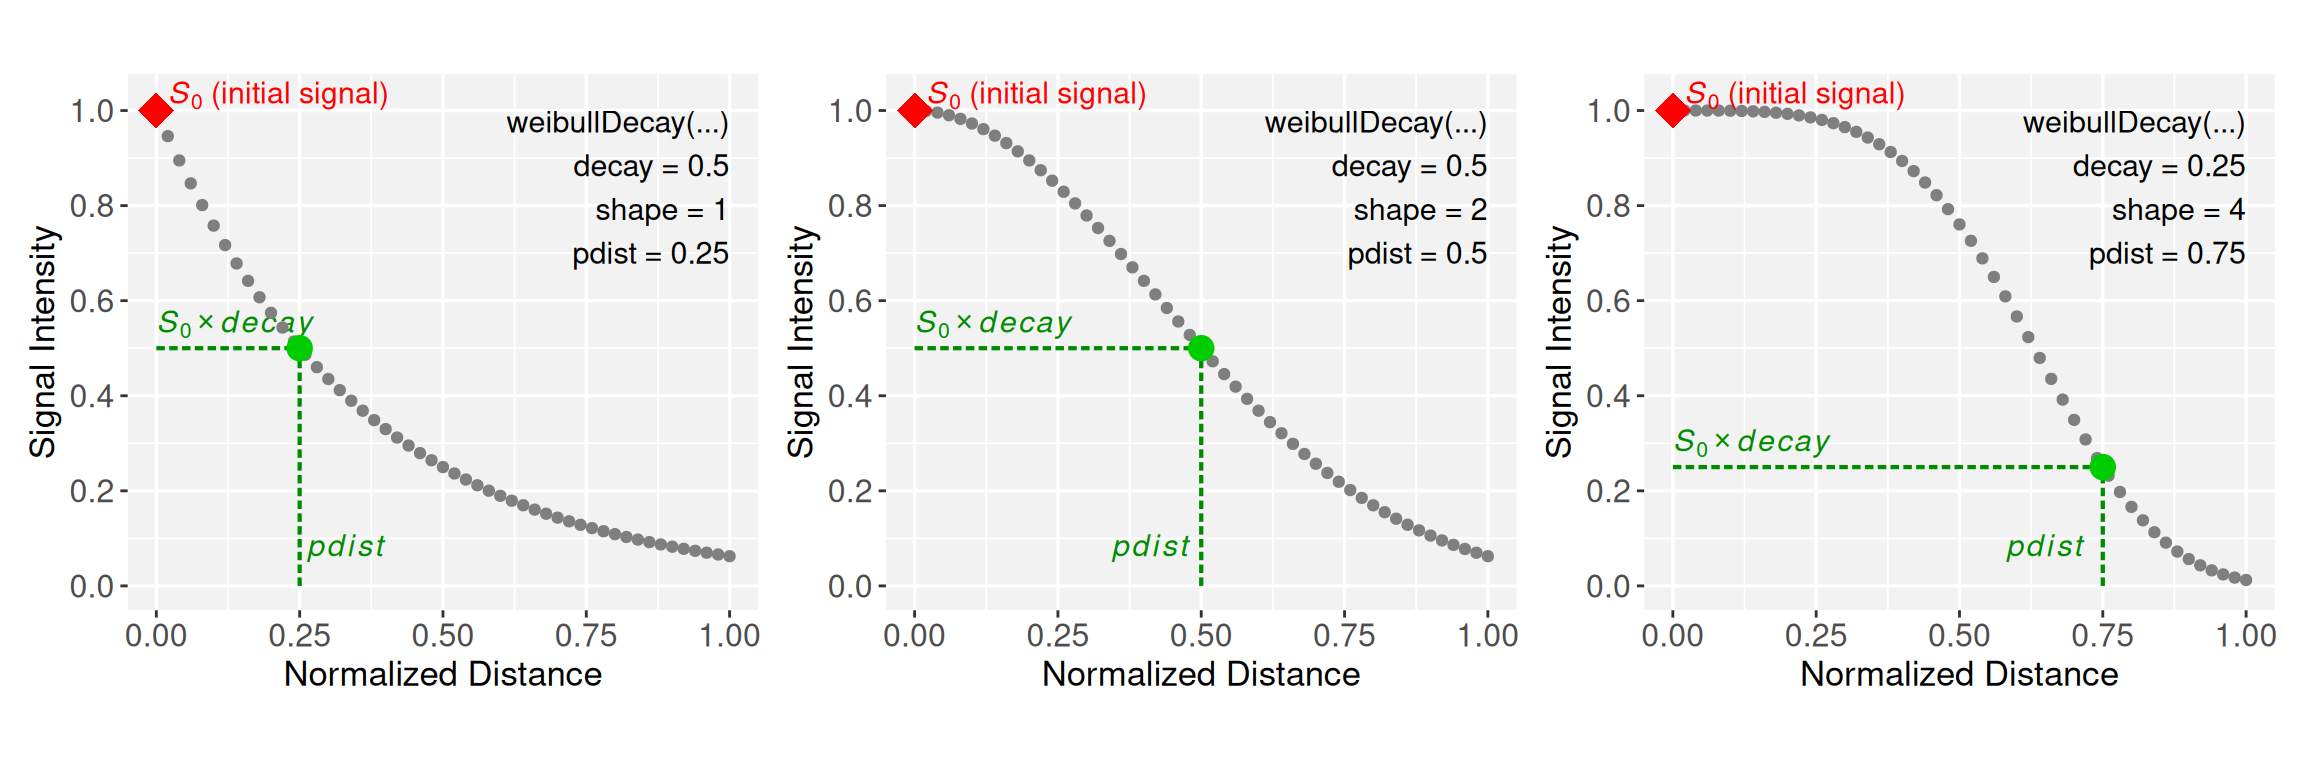 S0 (initial signal)
weibullDecay(...)
decay = 0.5
shape = 1
pdist = 0.25
S0 × decay
pdist
1.0
0.8
0.6
0.4
0.2
0.0
0.00 0.25 0.50 0.75 1.00
Normalized Distance
Signal Intensity
S0 (initial signal)
weibullDecay(...)
decay = 0.5
shape = 2
pdist = 0.5
S0 × decay
pdist
1.0
0.8
0.6
0.4
0.2
0.0
0.00 0.25 0.50 0.75 1.00
Normalized Distance
Signal Intensity
S0 (initial signal)
weibullDecay(...)
decay = 0.25
shape = 4
pdist = 0.75
S0 × decay
pdist
1.0
0.8
0.6
0.4
0.2
0.0
0.00 0.25 0.50 0.75 1.00
Normalized Distance
Signal Intensity